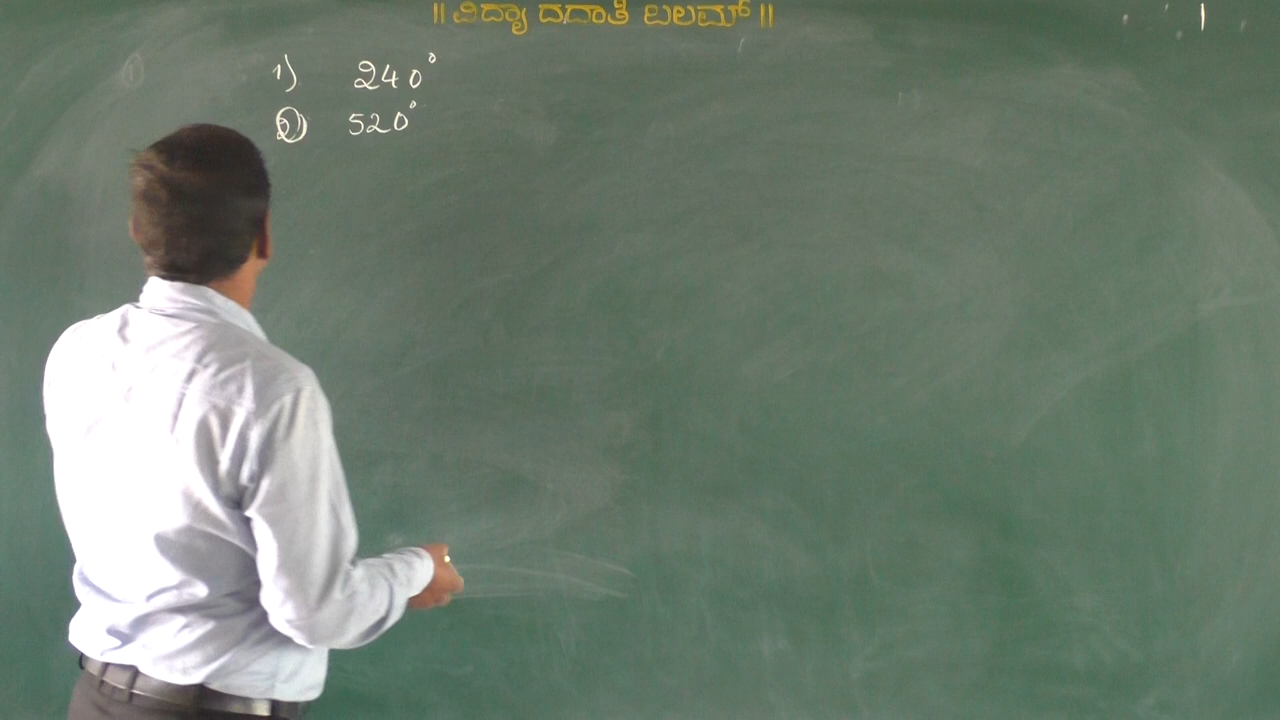 ॥ ವಿದ್ಯಾ ದದಾತಿ ಬಲಮ್ ॥
1) 240°
2) 520°